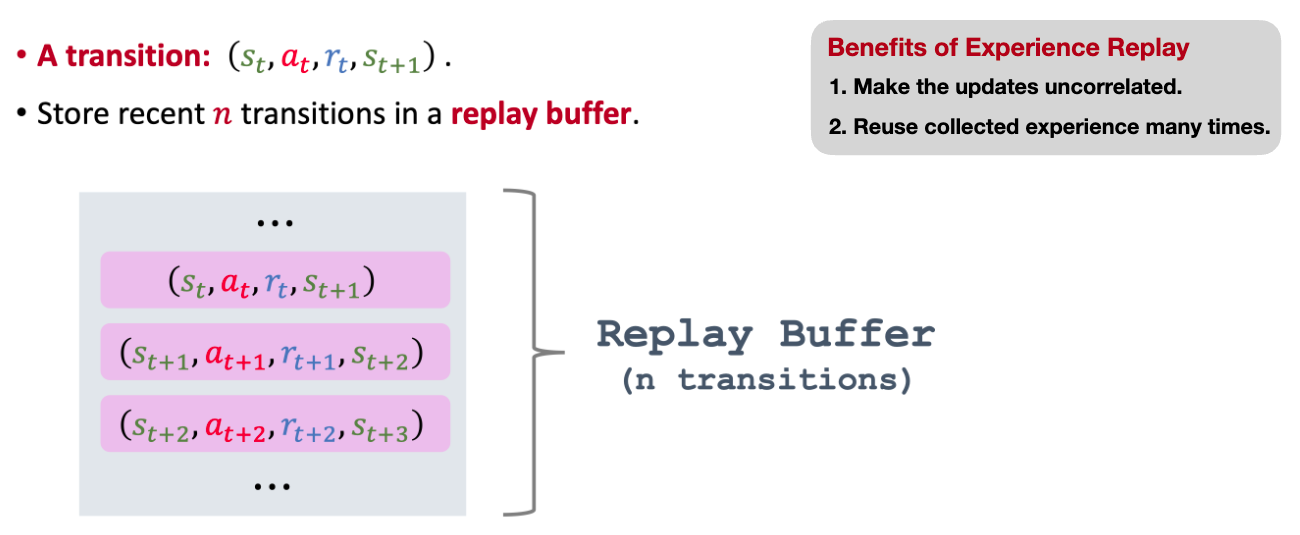 • A transition: (s_t, a_t, r_t, s_{t+1}) .
• Store recent n transitions in a replay buffer.
Benefits of Experience Replay
1. Make the updates uncorrelated.
2. Reuse collected experience many times.
...
(s_t, a_t, r_t, s_{t+1})
(s_{t+1}, a_{t+1}, r_{t+1}, s_{t+2})
(s_{t+2}, a_{t+2}, r_{t+2}, s_{t+3})
...
Replay Buffer
(n transitions)